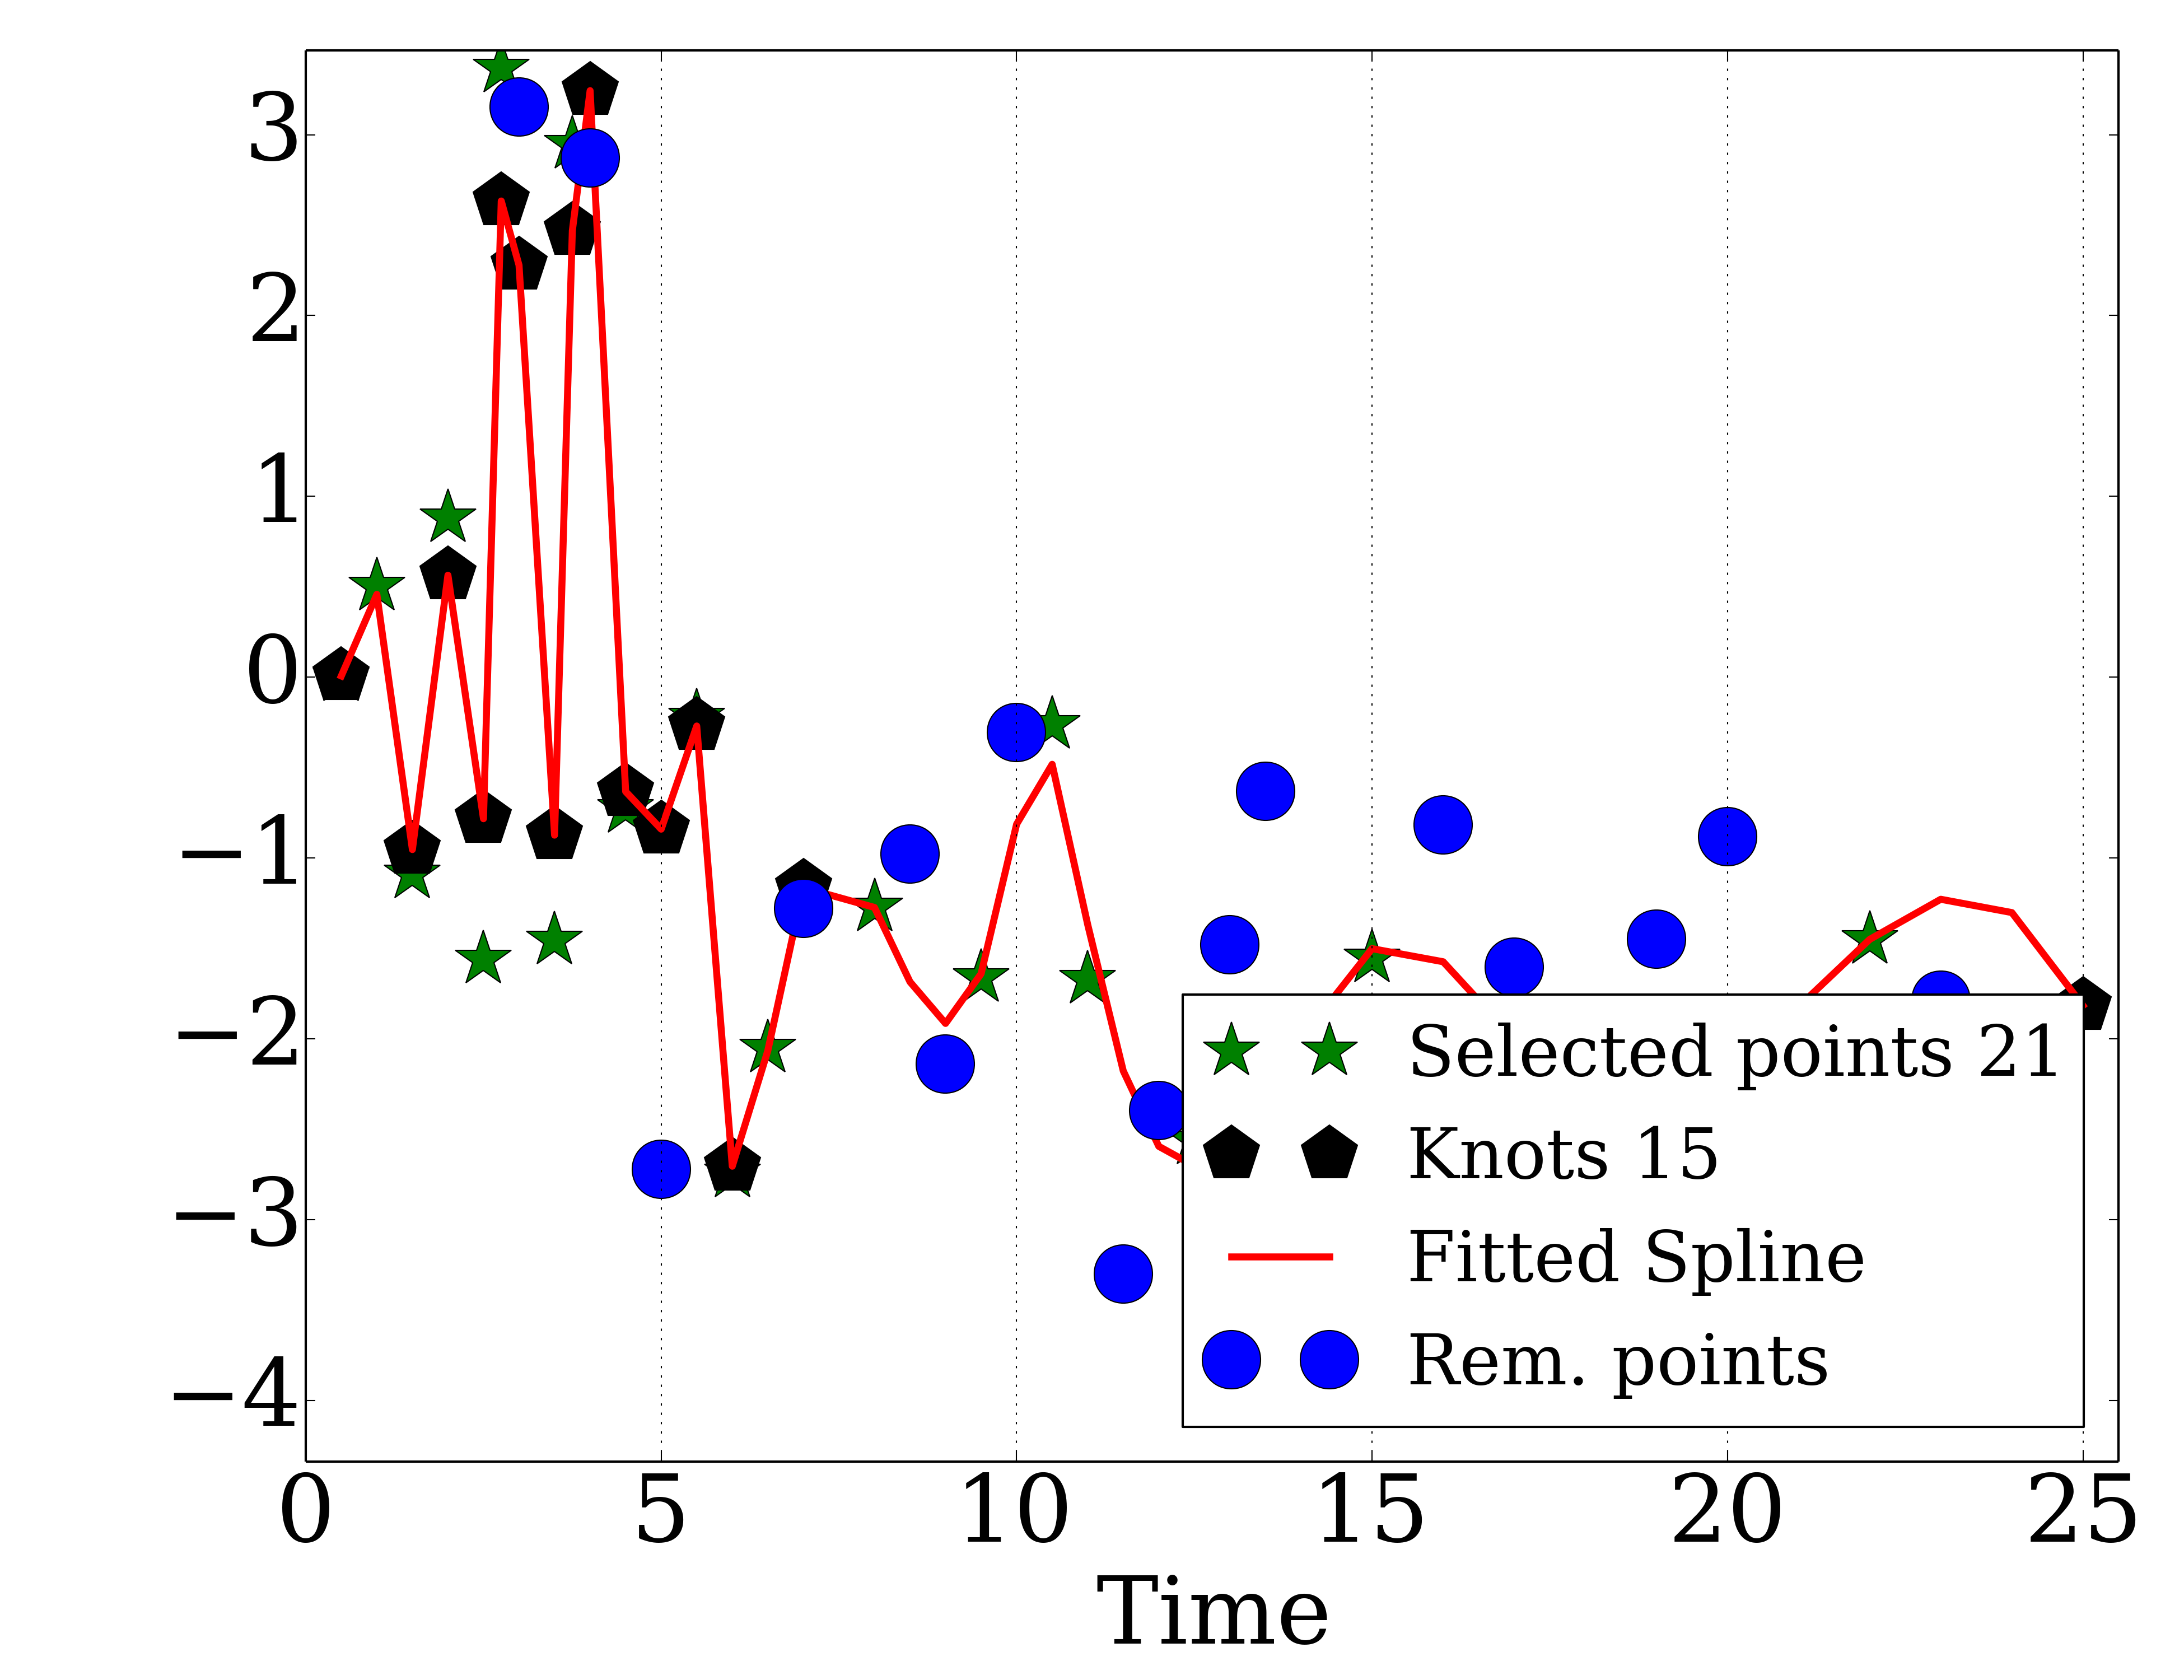 3
2
1
0
−1
−2
−3
−4
Selected points 21
Knots 15
Fitted Spline
Rem. points
0 5 10 15 20 25
Time